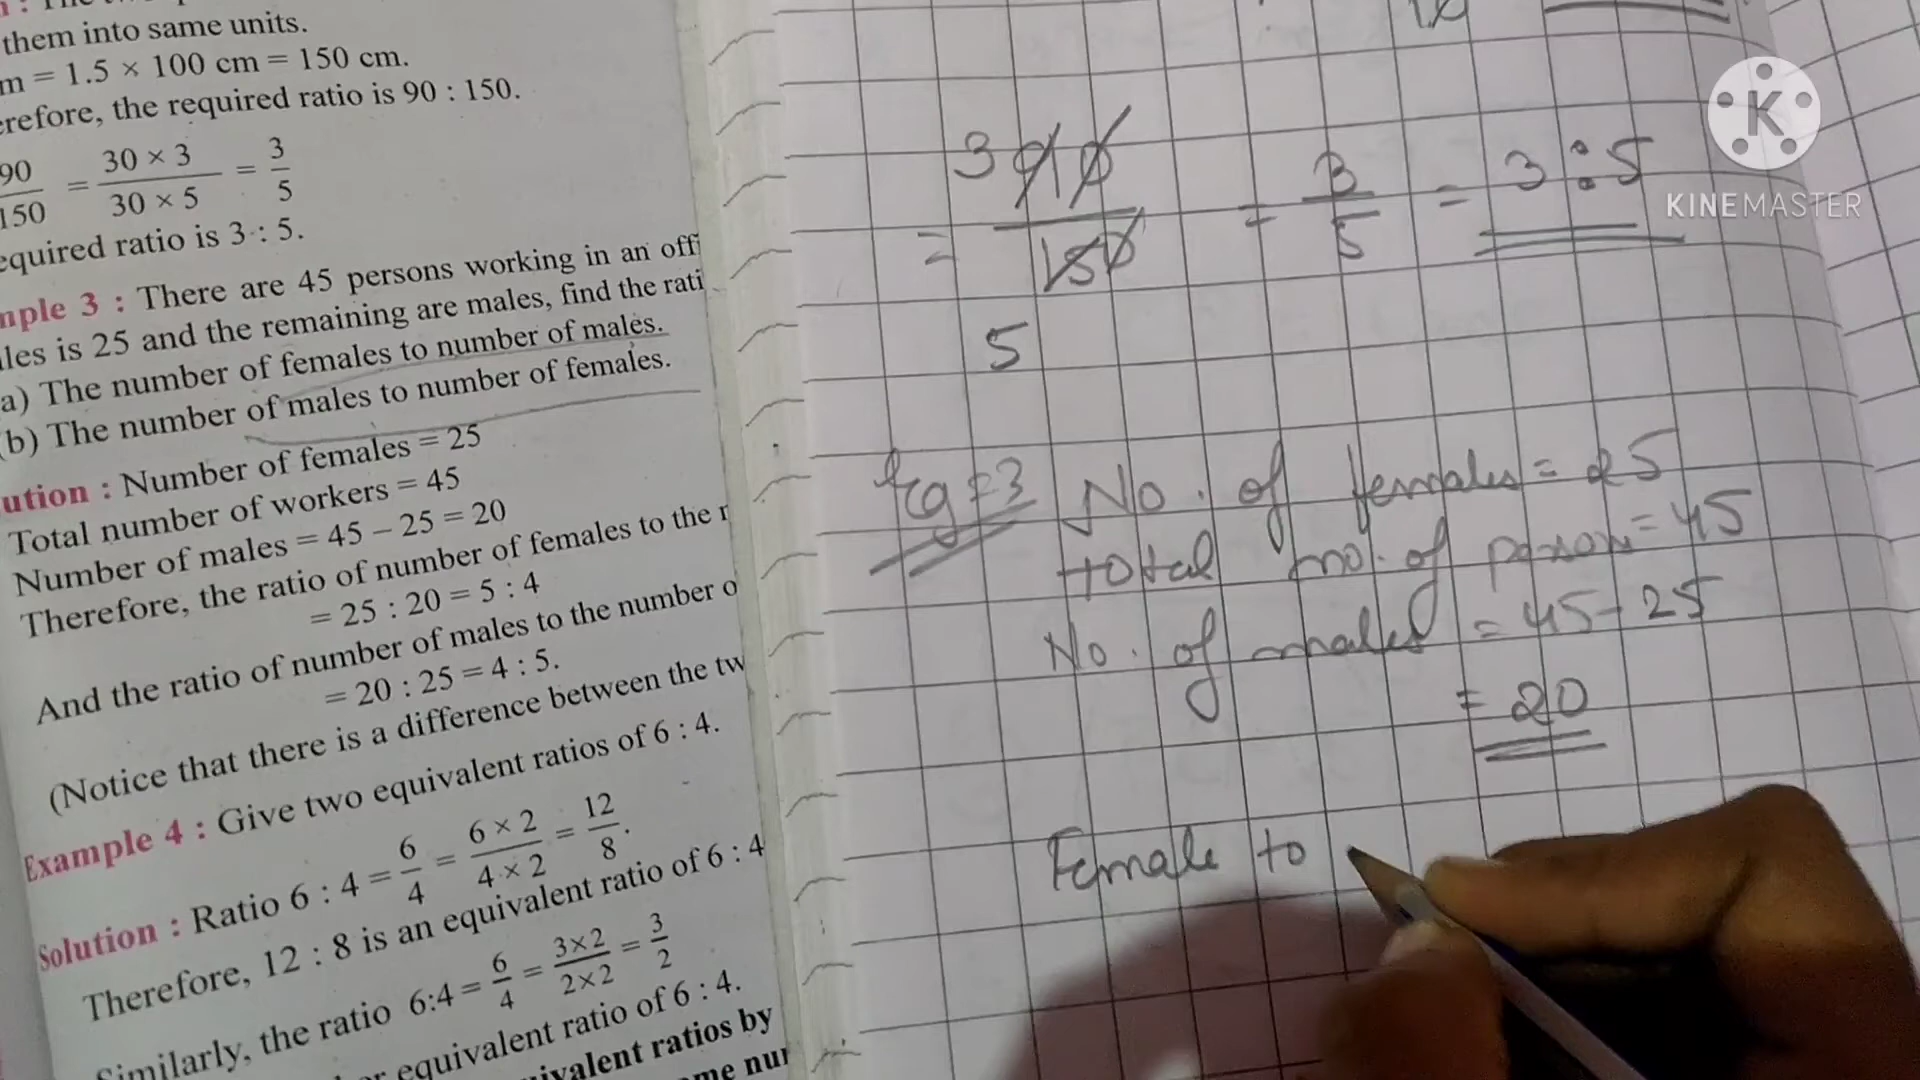 them into same units.
m = 1.5 × 100 cm = 150 cm.
refore, the required ratio is 90 : 150.
90/150 = 30 × 3/30 × 5 = 3/5
equired ratio is 3 : 5.
mple 3 : There are 45 persons working in an offi
les is 25 and the remaining are males, find the rati
a) The number of females to number of males.
(b) The number of males to number of females.
ution : Number of females = 25
Total number of workers = 45
Number of males = 45 – 25 = 20
Therefore, the ratio of number of females to the r
= 25 : 20 = 5 : 4
And the ratio of number of males to the number o
= 20 : 25 = 4 : 5.
(Notice that there is a difference between the tw
Example 4 : Give two equivalent ratios of 6 : 4.
Solution : Ratio 6 : 4 = 6/4 = 6 × 2/4 × 2 = 12/8.
Therefore, 12 : 8 is an equivalent ratio of 6 : 4
Similarly, the ratio 6:4 = 6/4 = 3×2/2×2 = 3/2
er equivalent ratio of 6 : 4.
ivalent ratios by
me nur
3
= 90/150 = 3/5 = 3 : 5
5
Eg = 3 No. of females = 25
total no. of person = 45
No. of males = 45 - 25
= 20
Female to
K
KINEMASTER